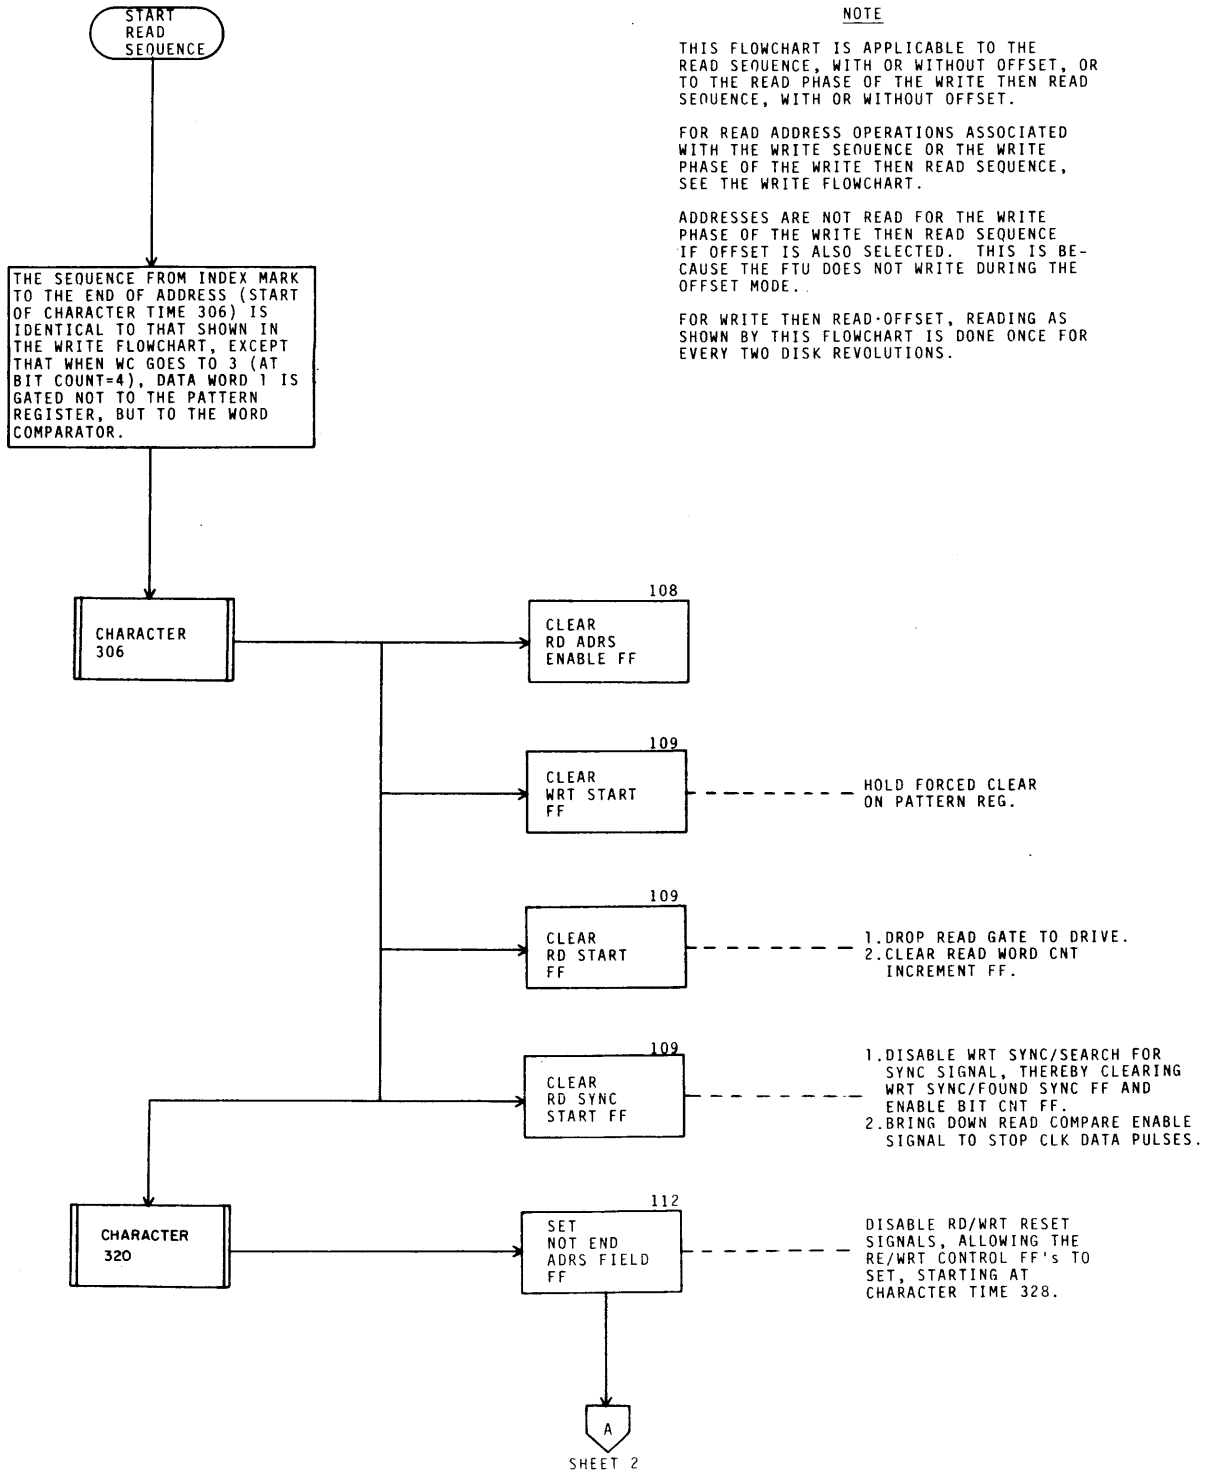 START
READ
SEQUENCE
NOTE
THIS FLOWCHART IS APPLICABLE TO THE
READ SEQUENCE, WITH OR WITHOUT OFFSET, OR
TO THE READ PHASE OF THE WRITE THEN READ
SEQUENCE, WITH OR WITHOUT OFFSET.
FOR READ ADDRESS OPERATIONS ASSOCIATED
WITH THE WRITE SEQUENCE OR THE WRITE
PHASE OF THE WRITE THEN READ SEQUENCE,
SEE THE WRITE FLOWCHART.
ADDRESSES ARE NOT READ FOR THE WRITE
PHASE OF THE WRITE THEN READ SEQUENCE
IF OFFSET IS ALSO SELECTED. THIS IS BE-
CAUSE THE FTU DOES NOT WRITE DURING THE
OFFSET MODE.
FOR WRITE THEN READ·OFFSET, READING AS
SHOWN BY THIS FLOWCHART IS DONE ONCE FOR
EVERY TWO DISK REVOLUTIONS.
THE SEQUENCE FROM INDEX MARK
TO THE END OF ADDRESS (START
OF CHARACTER TIME 306) IS
IDENTICAL TO THAT SHOWN IN
THE WRITE FLOWCHART, EXCEPT
THAT WHEN WC GOES TO 3 (AT
BIT COUNT=4), DATA WORD 1 IS
GATED NOT TO THE PATTERN
REGISTER, BUT TO THE WORD
COMPARATOR.
CHARACTER
306
108
CLEAR
RD ADRS
ENABLE FF
109
CLEAR
WRT START
FF
HOLD FORCED CLEAR
ON PATTERN REG.
109
CLEAR
RD START
FF
1.DROP READ GATE TO DRIVE.
2.CLEAR READ WORD CNT
INCREMENT FF.
109
CLEAR
RD SYNC
START FF
1.DISABLE WRT SYNC/SEARCH FOR
SYNC SIGNAL, THEREBY CLEARING
WRT SYNC/FOUND SYNC FF AND
ENABLE BIT CNT FF.
2.BRING DOWN READ COMPARE ENABLE
SIGNAL TO STOP CLK DATA PULSES.
CHARACTER
320
112
SET
NOT END
ADRS FIELD
FF
DISABLE RD/WRT RESET
SIGNALS, ALLOWING THE
RE/WRT CONTROL FF's TO
SET, STARTING AT
CHARACTER TIME 328.
A
SHEET 2